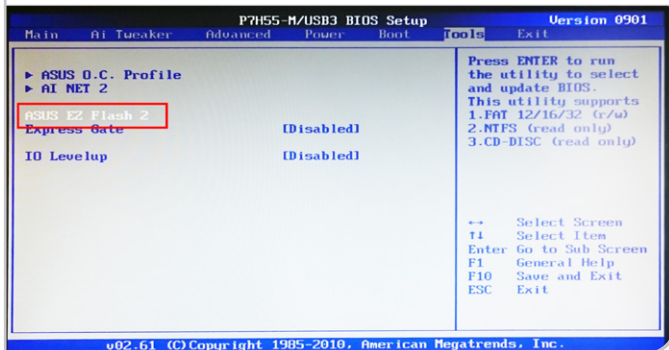 P7H55-M/USB3 BIOS Setup Version 0901
Main Ai Tweaker Advanced Power Boot Tools Exit
▶ ASUS O.C. Profile
▶ AI NET 2
ASUS EZ Flash 2
Express Gate [Disabled]
IO Levelup [Disabled]
Press ENTER to run
the utility to select
and update BIOS.
This utility supports
1.FAT 12/16/32 (r/w)
2.NTFS (read only)
3.CD-DISC (read only)
↔ Select Screen
↑↓ Select Item
Enter Go to Sub Screen
F1 General Help
F10 Save and Exit
ESC Exit
v02.61 (C)Copyright 1985-2010, American Megatrends, Inc.